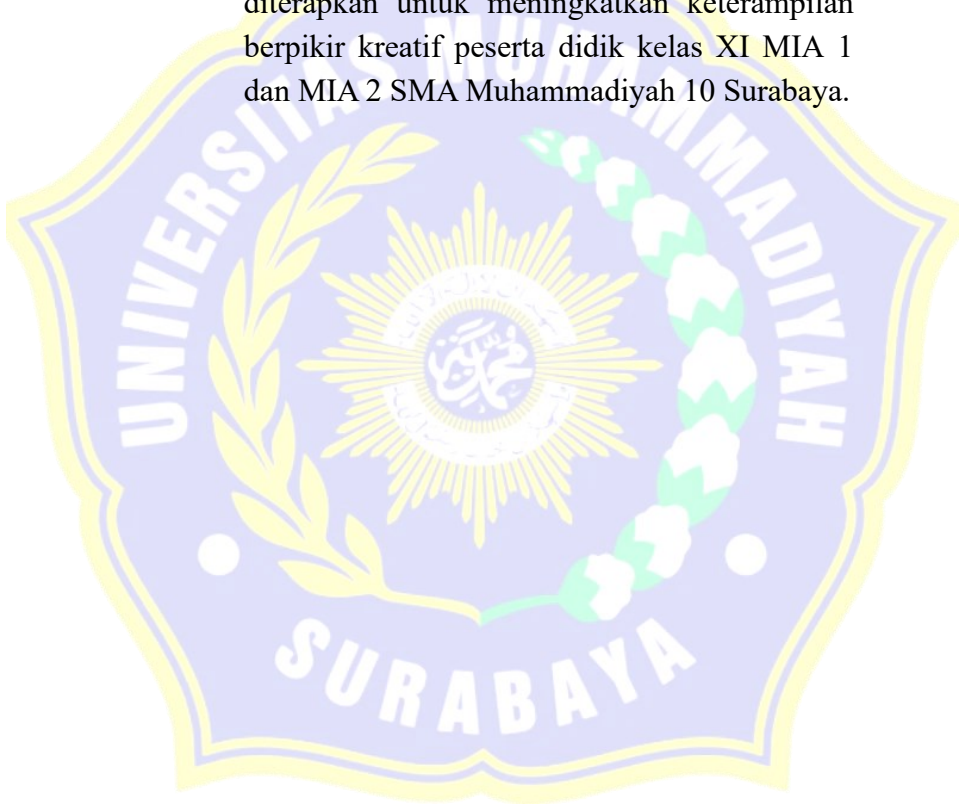 diterapkan untuk meningkatkan keterampilan
berpikir kreatif peserta didik kelas XI MIA 1
dan MIA 2 SMA Muhammadiyah 10 Surabaya.
UNIVERSITAS MUHAMMADIYAH
SURABAYA